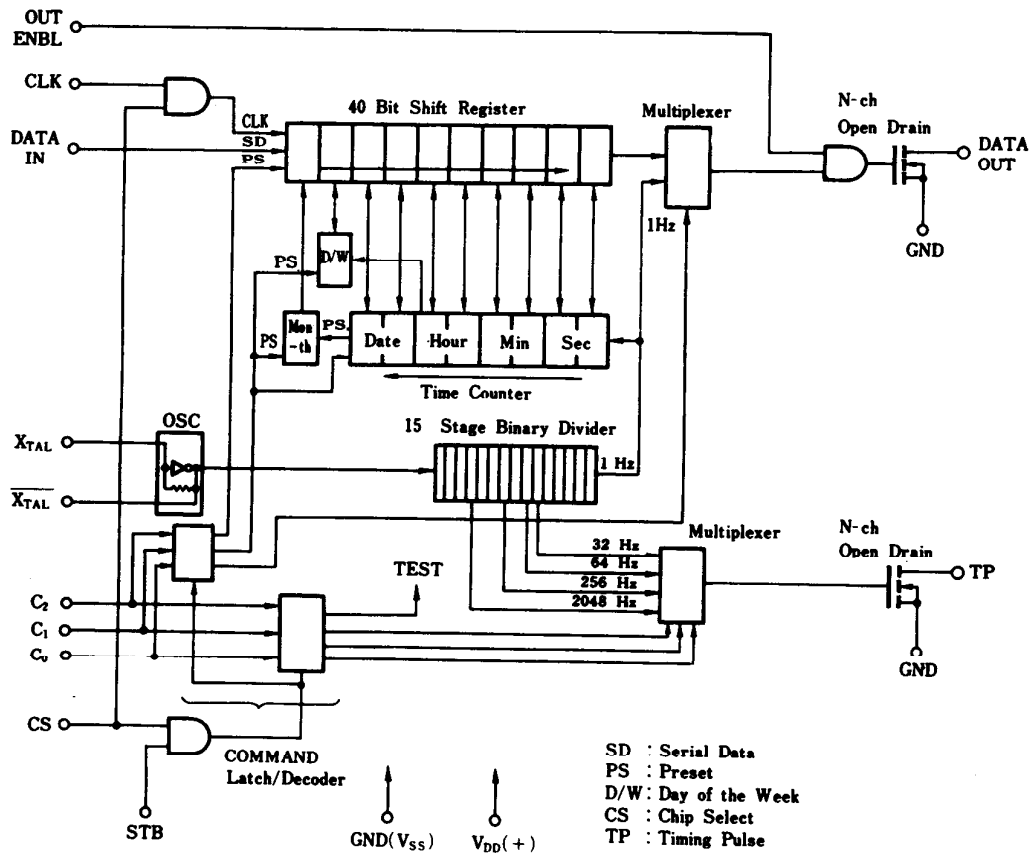 OUT
ENBL
CLK
DATA
IN
40 Bit Shift Register
CLK
SD
PS
Multiplexer
1Hz
N-ch
Open Drain
DATA
OUT
GND
PS
D/W
PS
Mon
-th
PS
Date
Hour
Min
Sec
Time Counter
OSC
XTAL
XTAL
15 Stage Binary Divider
1 Hz
32 Hz
64 Hz
256 Hz
2048 Hz
Multiplexer
N-ch
Open Drain
TP
GND
TEST
C2
C1
CS
STB
COMMAND
Latch/Decoder
GND(VSS)
VDD(+)
SD : Serial Data
PS : Preset
D/W : Day of the Week
CS : Chip Select
TP : Timing Pulse